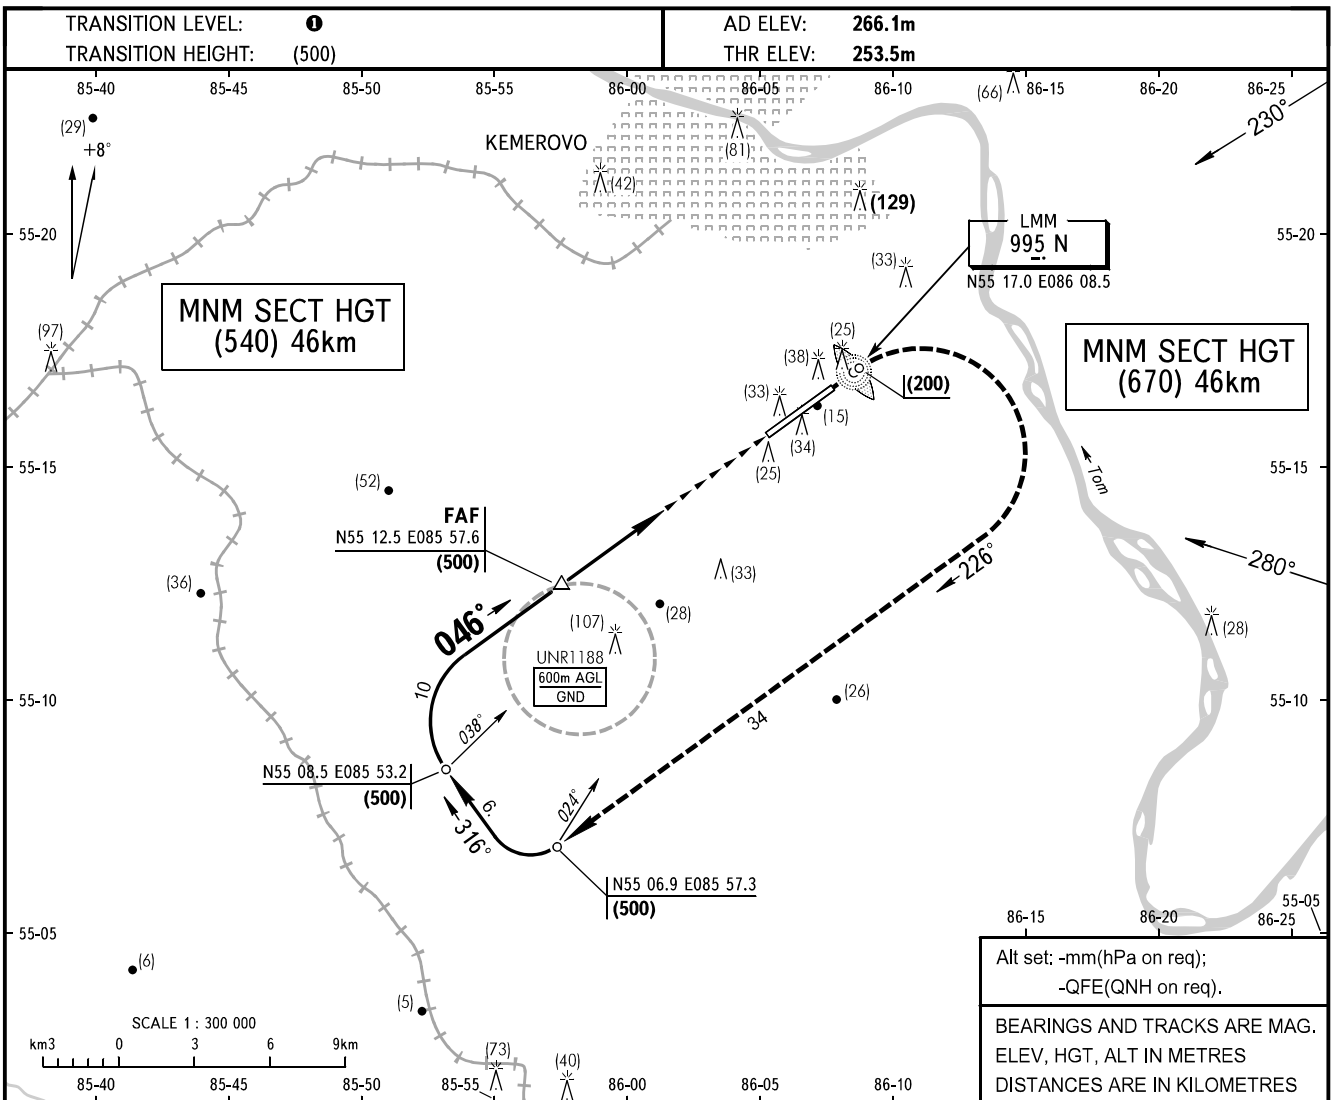 TRANSITION LEVEL: ❶
TRANSITION HEIGHT: (500)
AD ELEV: 266.1m
THR ELEV: 253.5m
85-40 85-45 85-50 85-55 86-00 86-05 86-10 86-15 86-20 86-25
(66)
230°
(29)
+8°
KEMEROVO
(81)
(42)
(129)
55-20
55-20
LMM
995 N
N55 17.0 E086 08.5
(33)
MNM SECT HGT
(540) 46km
(97)
(25)
(38)
(200)
MNM SECT HGT
(670) 46km
(33)
(15)
(34)
(25)
55-15
55-15
Tom
(52)
FAF
N55 12.5 E085 57.6
(500)
226°
280°
(36)
(33)
(28)
(107)
(28)
046°
UNR1188
600m AGL
GND
10
(26)
34
55-10
55-10
038°
N55 08.5 E085 53.2
(500)
6.
316°
024°
N55 06.9 E085 57.3
(500)
55-05
55-05
86-15 86-20 86-25
(6)
(5)
Alt set: -mm(hPa on req);
-QFE(QNH on req).
SCALE 1 : 300 000
km3 0 3 6 9km
BEARINGS AND TRACKS ARE MAG.
ELEV, HGT, ALT IN METRES
DISTANCES ARE IN KILOMETRES
(73)
(40)
85-40 85-45 85-50 85-55 86-00 86-05 86-10